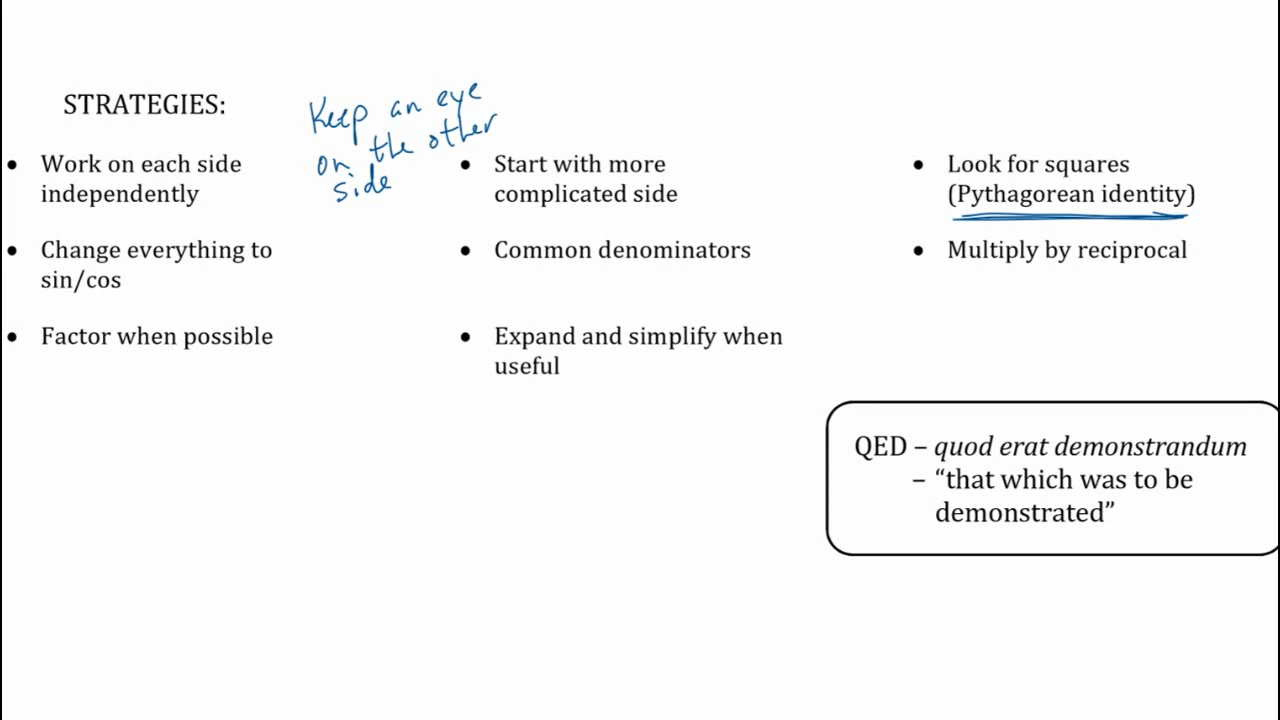 STRATEGIES:
Keep an eye
on the other
side
• Work on each side
independently
• Change everything to
sin/cos
• Factor when possible
• Start with more
complicated side
• Common denominators
• Expand and simplify when
useful
• Look for squares
(Pythagorean identity)
• Multiply by reciprocal
QED – quod erat demonstrandum
– “that which was to be
demonstrated”